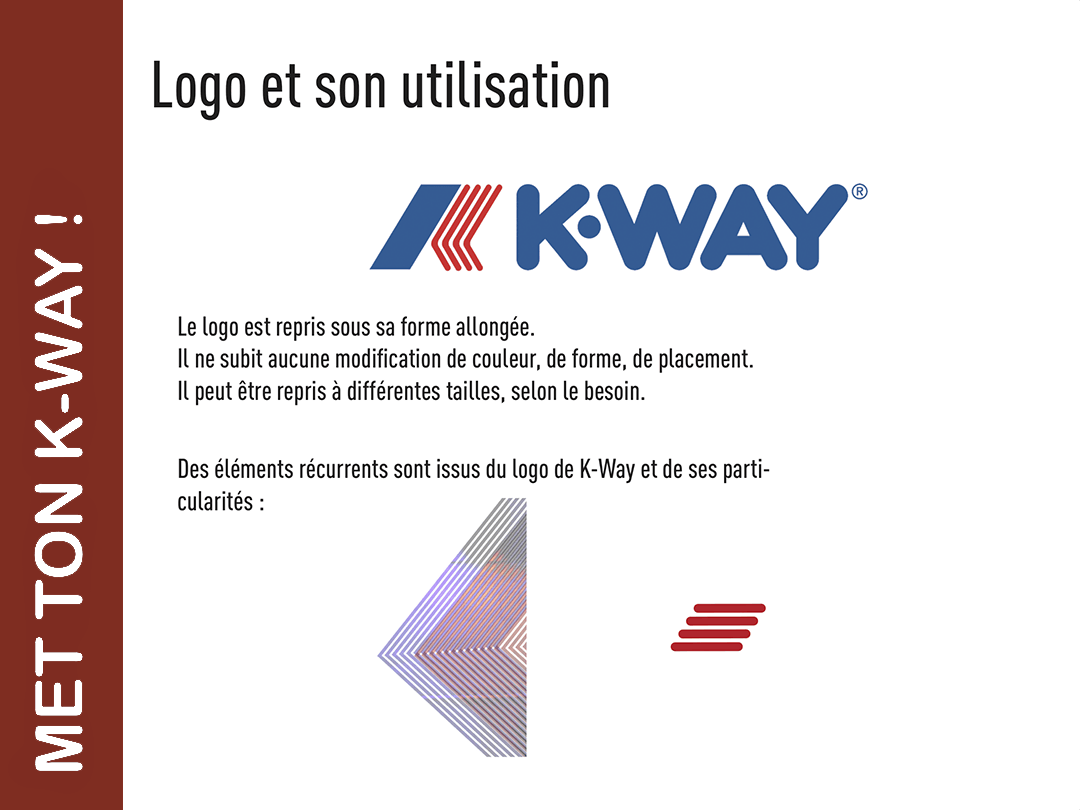 MET TON K-WAY !
Logo et son utilisation
K·WAY®
Le logo est repris sous sa forme allongée.
Il ne subit aucune modification de couleur, de forme, de placement.
Il peut être repris à différentes tailles, selon le besoin.
Des éléments récurrents sont issus du logo de K-Way et de ses parti-
cularités :